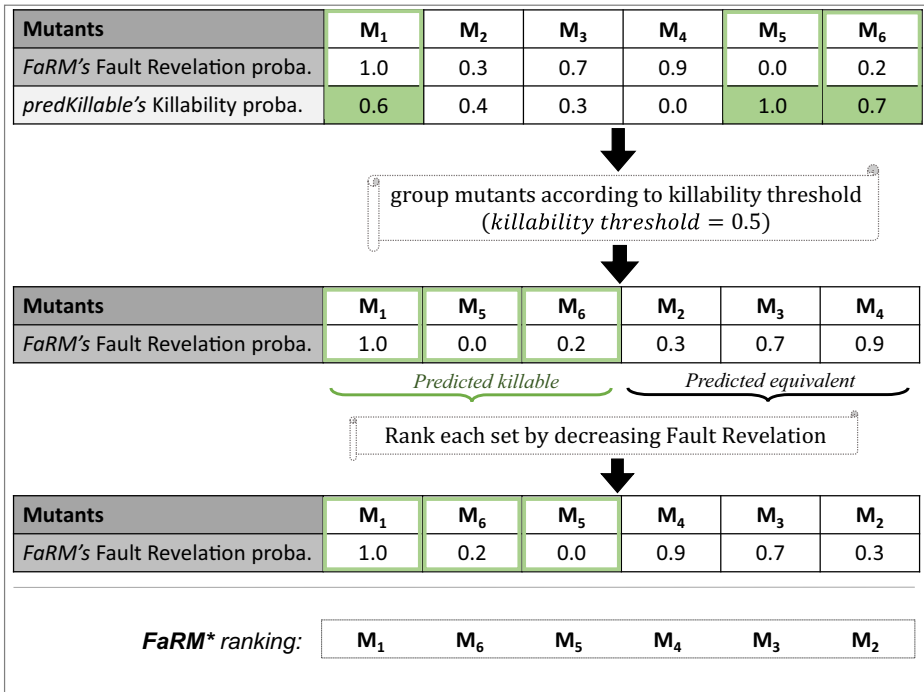 Mutants M₁ M₂ M₃ M₄ M₅ M₆
FaRM's Fault Revelation proba. 1.0 0.3 0.7 0.9 0.0 0.2
predKillable's Killability proba. 0.6 0.4 0.3 0.0 1.0 0.7
group mutants according to killability threshold
(killability threshold = 0.5)
Mutants M₁ M₅ M₆ M₂ M₃ M₄
FaRM's Fault Revelation proba. 1.0 0.0 0.2 0.3 0.7 0.9
Predicted killable Predicted equivalent
Rank each set by decreasing Fault Revelation
Mutants M₁ M₆ M₅ M₄ M₃ M₂
FaRM's Fault Revelation proba. 1.0 0.2 0.0 0.9 0.7 0.3
FaRM* ranking: M₁ M₆ M₅ M₄ M₃ M₂